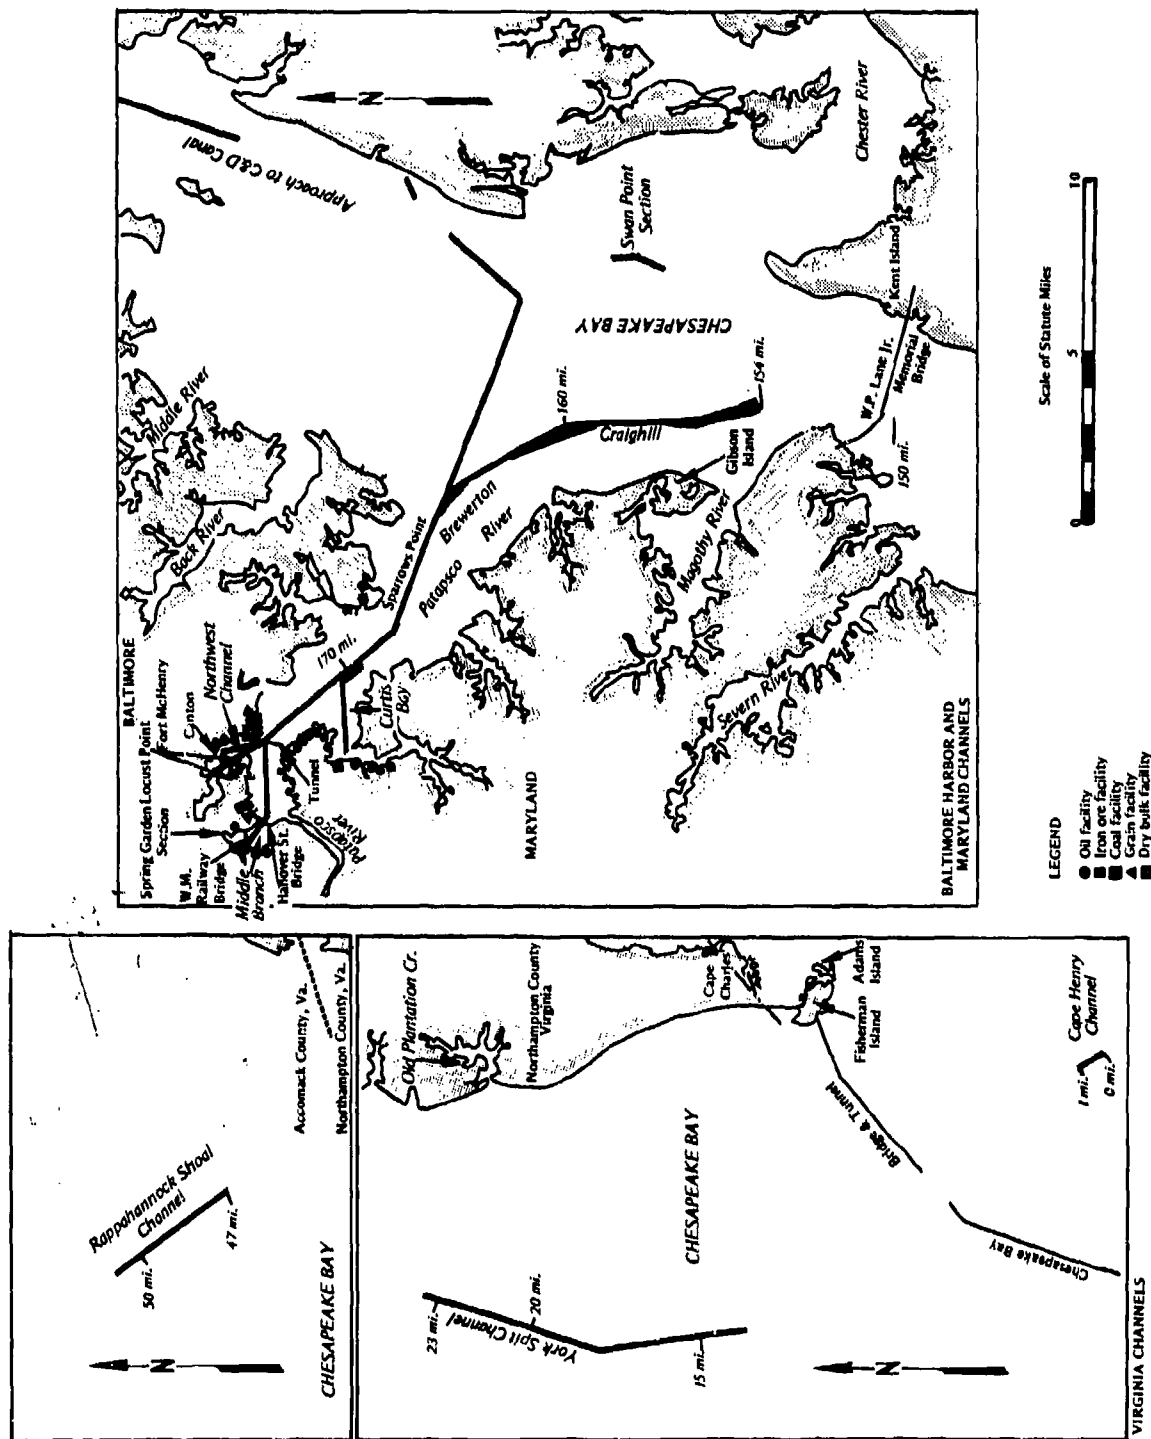 BALTIMORE
Spring Garden
Section
Locust Point
Fort McHenry
Canton
Northwest
Channel
W.M.
Railway
Bridge
Middle
Branch
Hanover St.
Bridge
Patapsco
River
Tunnel
Curtis
Bay
170 mi.
Back River
Middle River
Sparrows Point
Brewerton
Patapsco
River
Approach to C&D Canal
N
Swan Point
Section
CHESAPEAKE BAY
160 mi.
Craighill
154 mi.
Gibson
Island
Magothy River
Severn River
W.P. Lane Jr.
Memorial
Bridge
150 mi.
Kent Island
Chester River
MARYLAND
BALTIMORE HARBOR AND
MARYLAND CHANNELS
Scale of Statute Miles
0
5
10
LEGEND
Oil facility
Iron ore facility
Coal facility
Grain facility
Dry bulk facility
Rappahannock Shoal
Channel
50 mi.
47 mi.
Accomack County, Va.
Northampton County, Va.
CHESAPEAKE BAY
N
Old Plantation Cr.
Northampton County
Virginia
Cape
Charles
Adams
Island
Fisherman
Island
CHESAPEAKE BAY
23 mi.
20 mi.
York Spit Channel
15 mi.
Bridge & Tunnel
Chesapeake Bay
1 mi.
0 mi.
Cape Henry
Channel
N
VIRGINIA CHANNELS